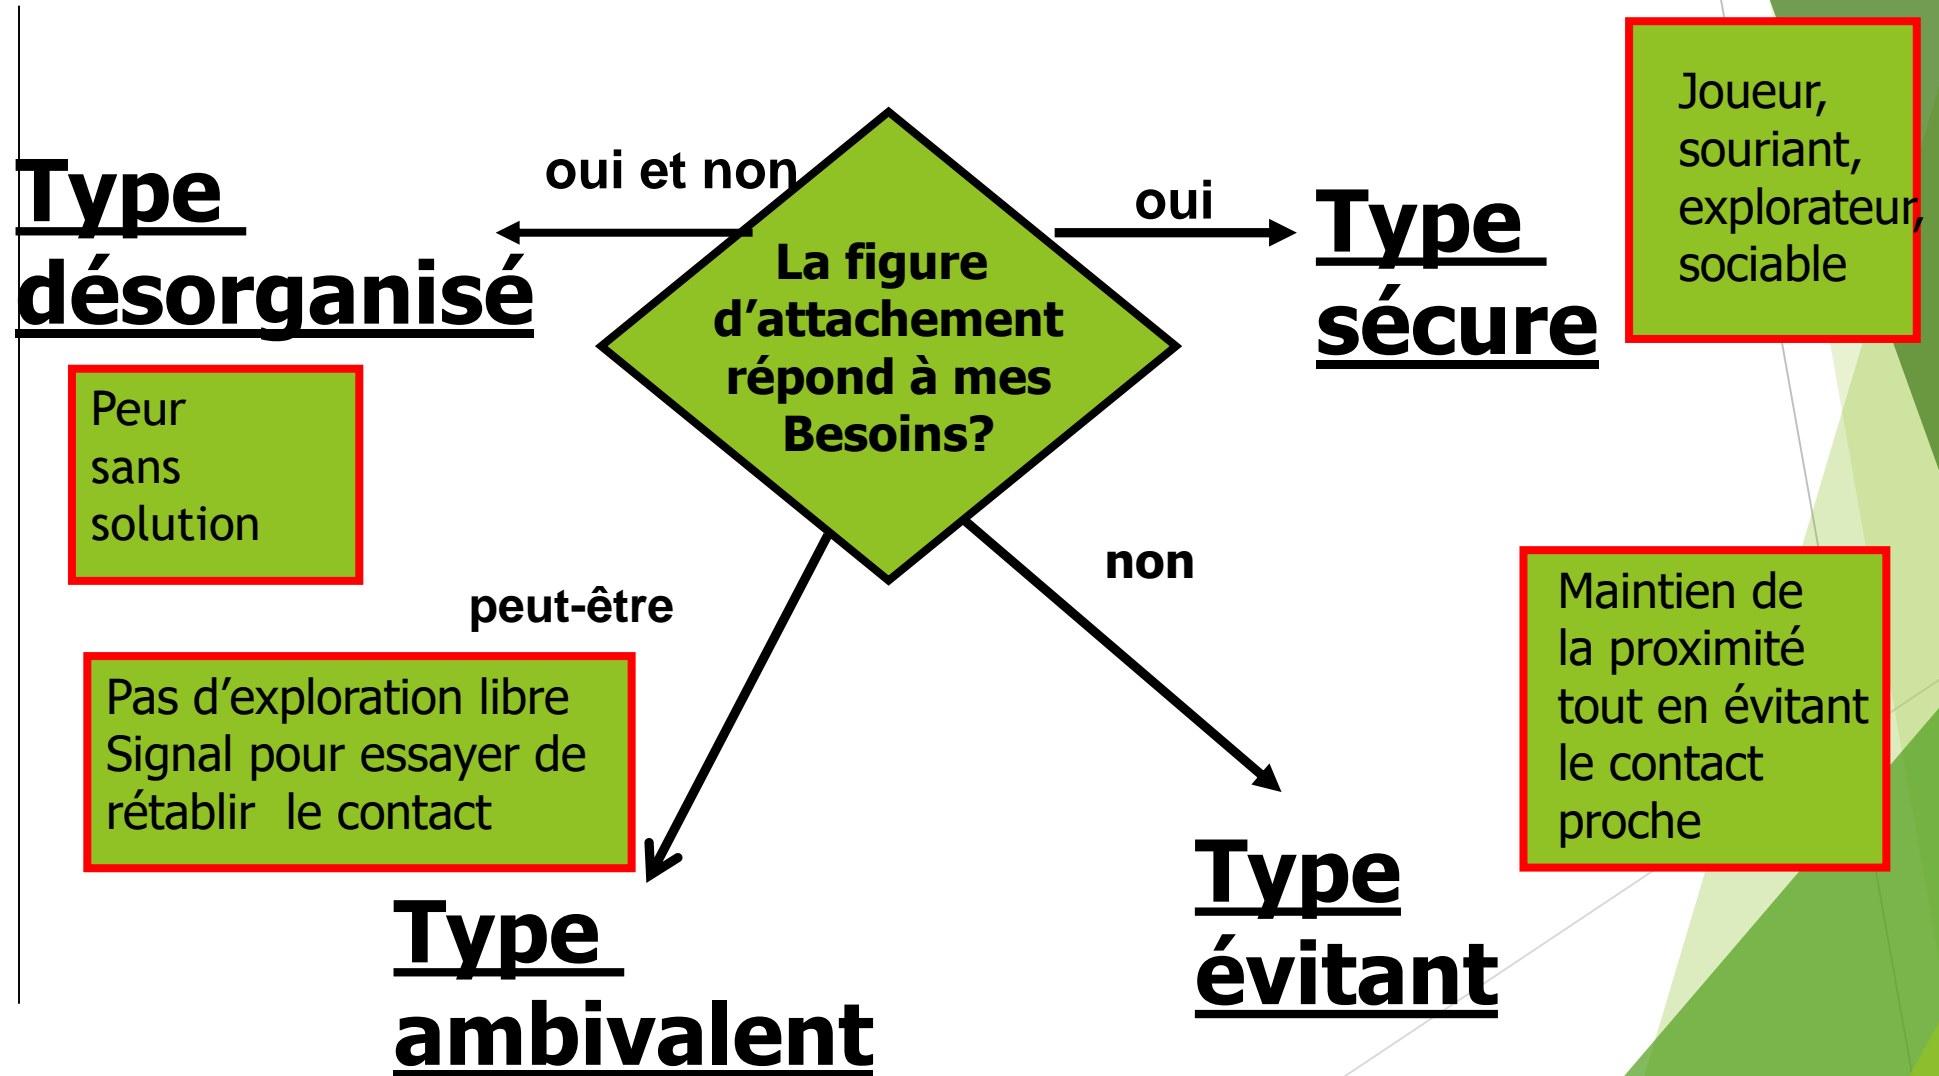 Type
désorganisé
Peur
sans
solution
oui et non
La figure
d’attachement
répond à mes
Besoins?
oui
Type
sécure
Joueur,
souriant,
explorateur,
sociable
peut-être
Pas d’exploration libre
Signal pour essayer de
rétablir  le contact
Type
ambivalent
non
Type
évitant
Maintien de
la proximité
tout en évitant
le contact
proche